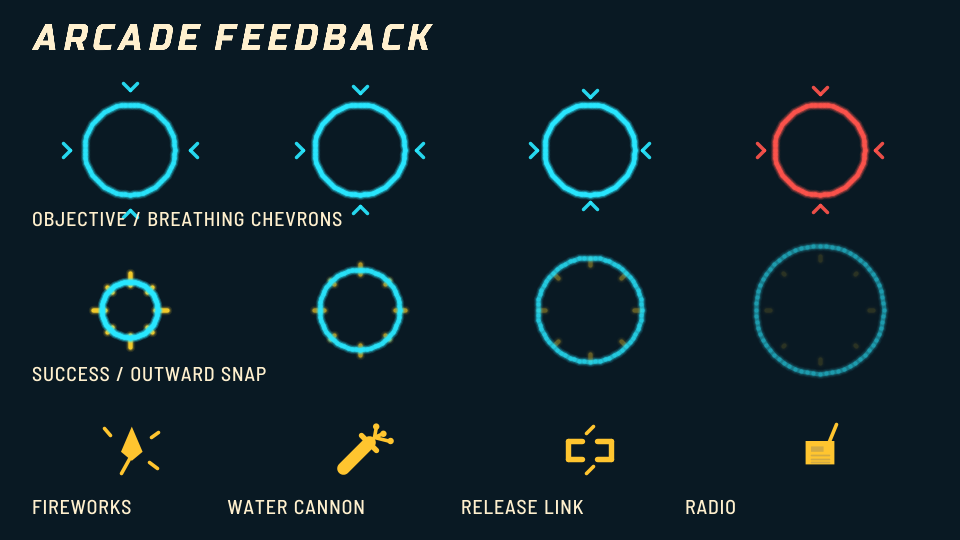 ARCADE FEEDBACK
OBJECTIVE / BREATHING CHEVRONS
SUCCESS / OUTWARD SNAP
FIREWORKS
WATER CANNON
RELEASE LINK
RADIO